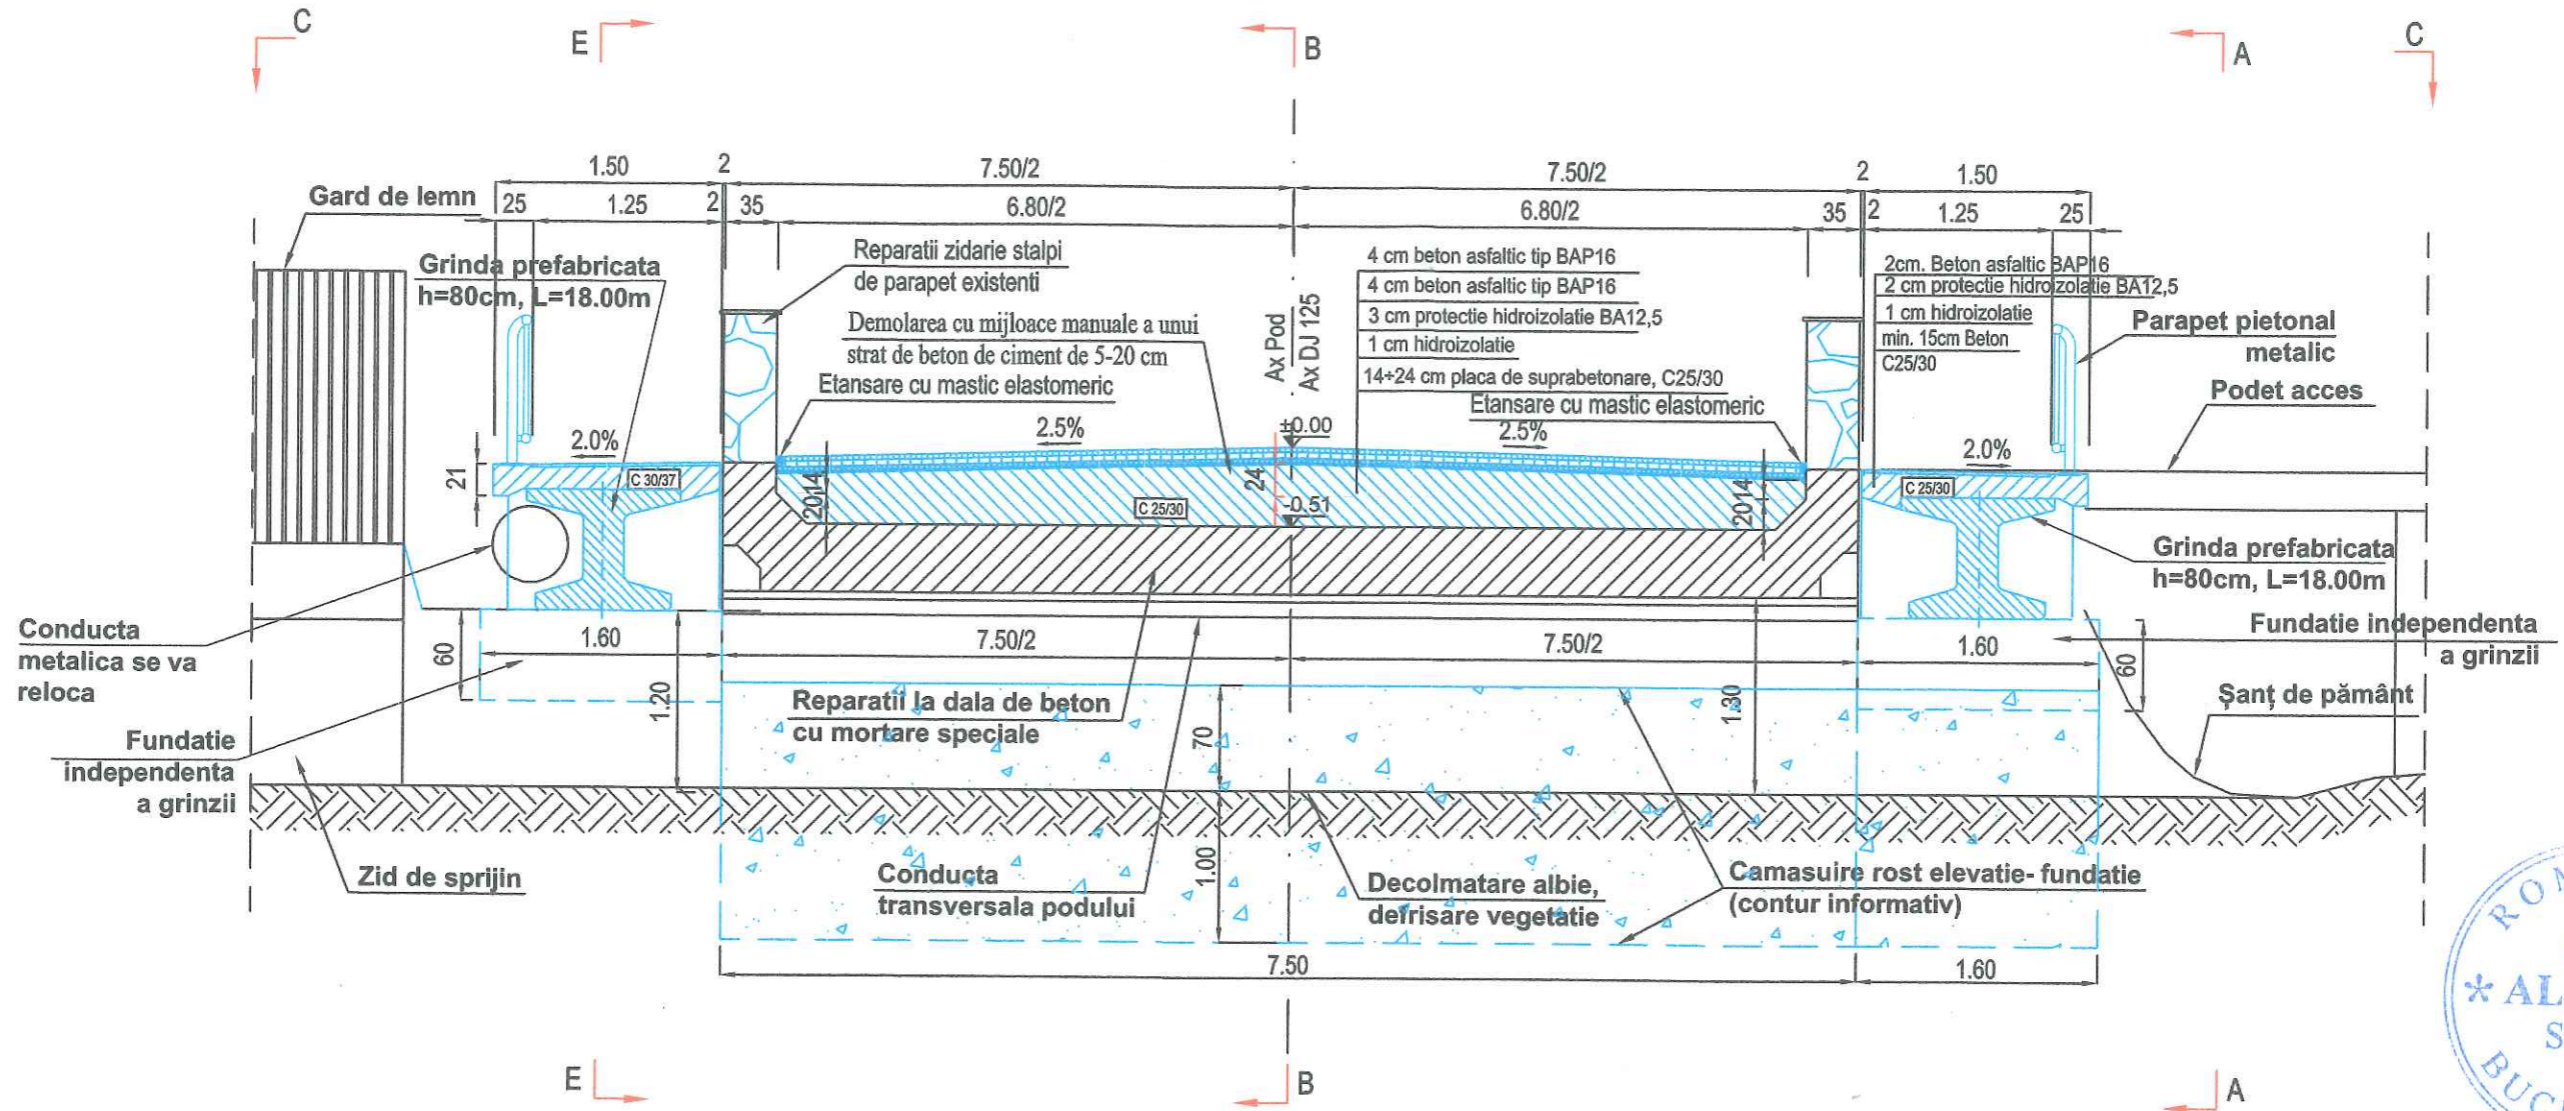 C
E
B
A
C
1.50
2
7.50/2
7.50/2
2
1.50
25
1.25
2
35
6.80/2
6.80/2
35
2
1.25
25
Gard de lemn
Grinda prefabricata
h=80cm, L=18.00m
Reparatii zidarie stalpi
de parapet existenti
Demolarea cu mijloace manuale a unui
strat de beton de ciment de 5-20 cm
Etansare cu mastic elastomeric
Ax Pod
Ax DJ 125
4 cm beton asfaltic tip BAP16
4 cm beton asfaltic tip BAP16
3 cm protectie hidroizolatie BA12,5
1 cm hidroizolatie
14÷24 cm placa de suprabetonare, C25/30
Etansare cu mastic elastomeric
2cm. Beton asfaltic BAP16
2 cm protectie hidroizolatie BA12,5
1 cm hidroizolatie
min. 15cm Beton
C25/30
Parapet pietonal
metalic
Podet acces
2.0%
2.5%
±0.00
2.5%
2.0%
21
C 30/37
2014
C 25/30
24
-0.51
2014
C 25/30
Grinda prefabricata
h=80cm, L=18.00m
Conducta
metalica se va
reloca
60
1.60
7.50/2
7.50/2
1.60
60
Fundatie independenta
a grinzii
1.20
Reparatii la dala de beton
cu mortare speciale
70
1.30
Șanț de pământ
Fundatie
independenta
a grinzii
Zid de sprijin
Conducta
transversala podului
1.00
Decolmatare albie,
defrisare vegetatie
Camasuire rost elevatie- fundatie
(contur informativ)
7.50
1.60
E
B
A
ROM
* AL
S
BUC